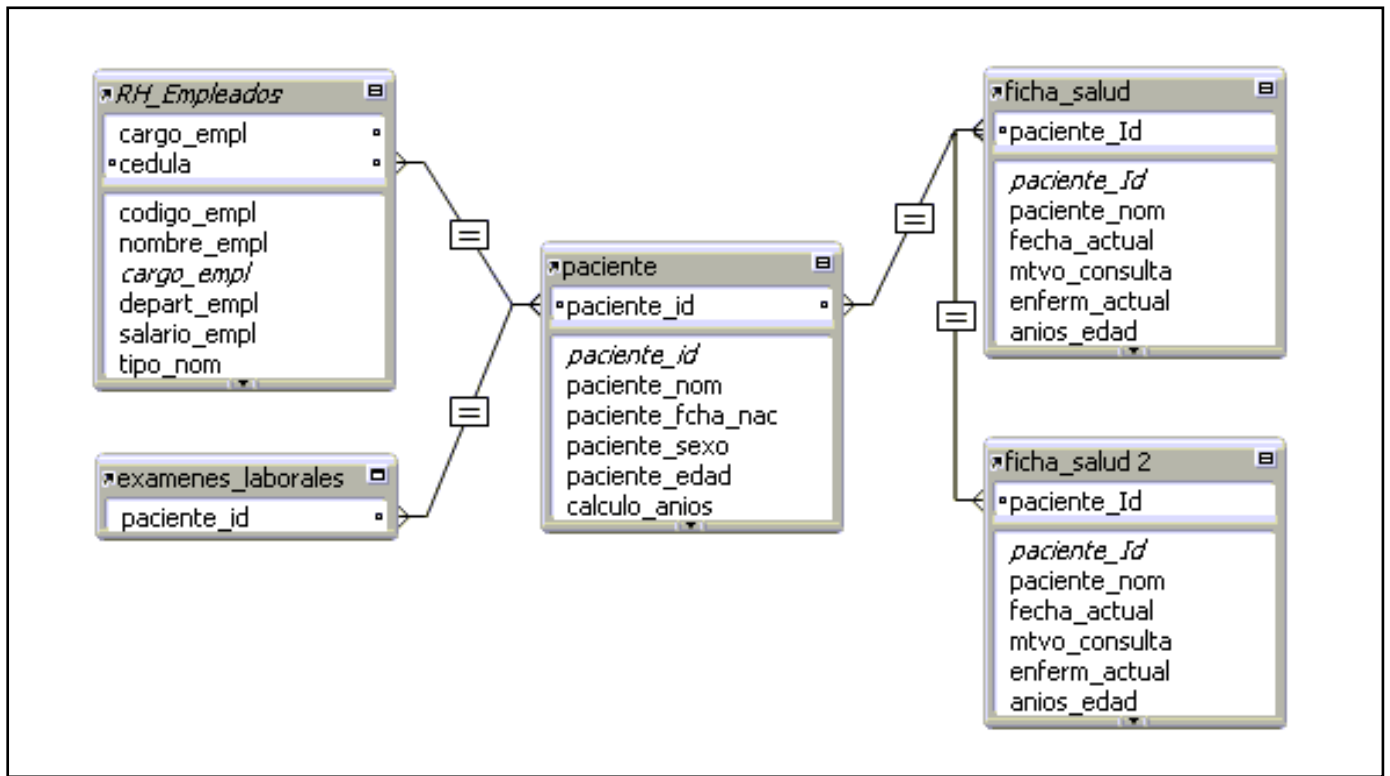 RH_Empleados
cargo_empl
cedula
codigo_empl
nombre_empl
cargo_empl
depart_empl
salario_empl
tipo_nom
examenes_laborales
paciente_id
paciente
paciente_id
paciente_id
paciente_nom
paciente_fcha_nac
paciente_sexo
paciente_edad
calculo_anios
ficha_salud
paciente_Id
paciente_Id
paciente_nom
fecha_actual
mtvo_consulta
enferm_actual
anios_edad
ficha_salud 2
paciente_Id
paciente_Id
paciente_nom
fecha_actual
mtvo_consulta
enferm_actual
anios_edad